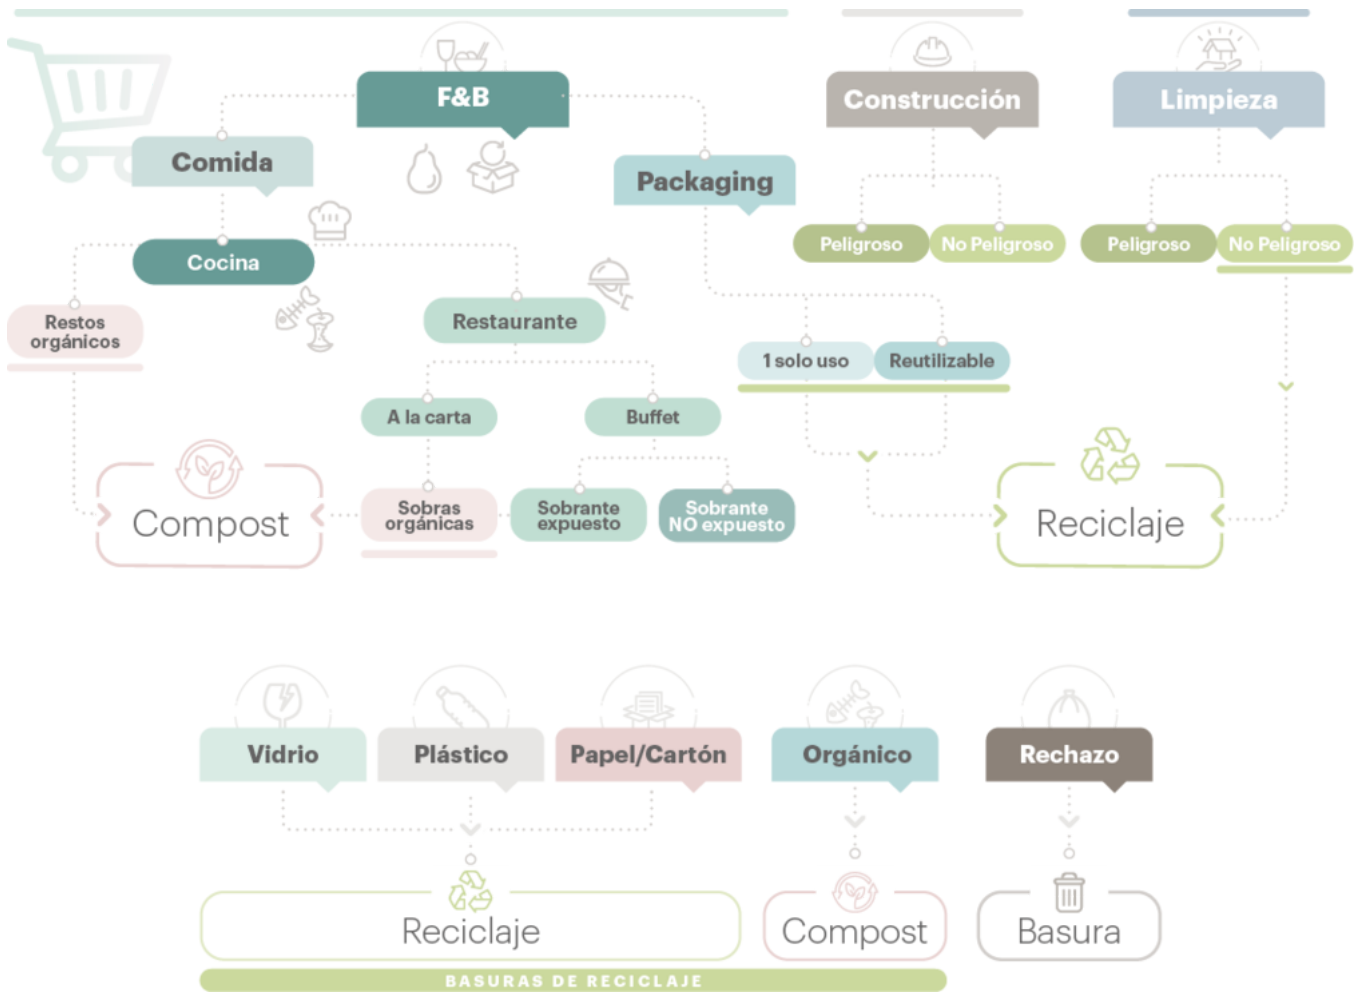 F&B
Construcción
Limpieza
Comida
Packaging
Peligroso
No Peligroso
Peligroso
No Peligroso
Cocina
Restos
orgánicos
Restaurante
1 solo uso
Reutilizable
A la carta
Buffet
Compost
Sobras
orgánicas
Sobrante
expuesto
Sobrante
NO expuesto
Reciclaje
Vidrio
Plástico
Papel/Cartón
Orgánico
Rechazo
Reciclaje
Compost
Basura
BASURAS DE RECICLAJE